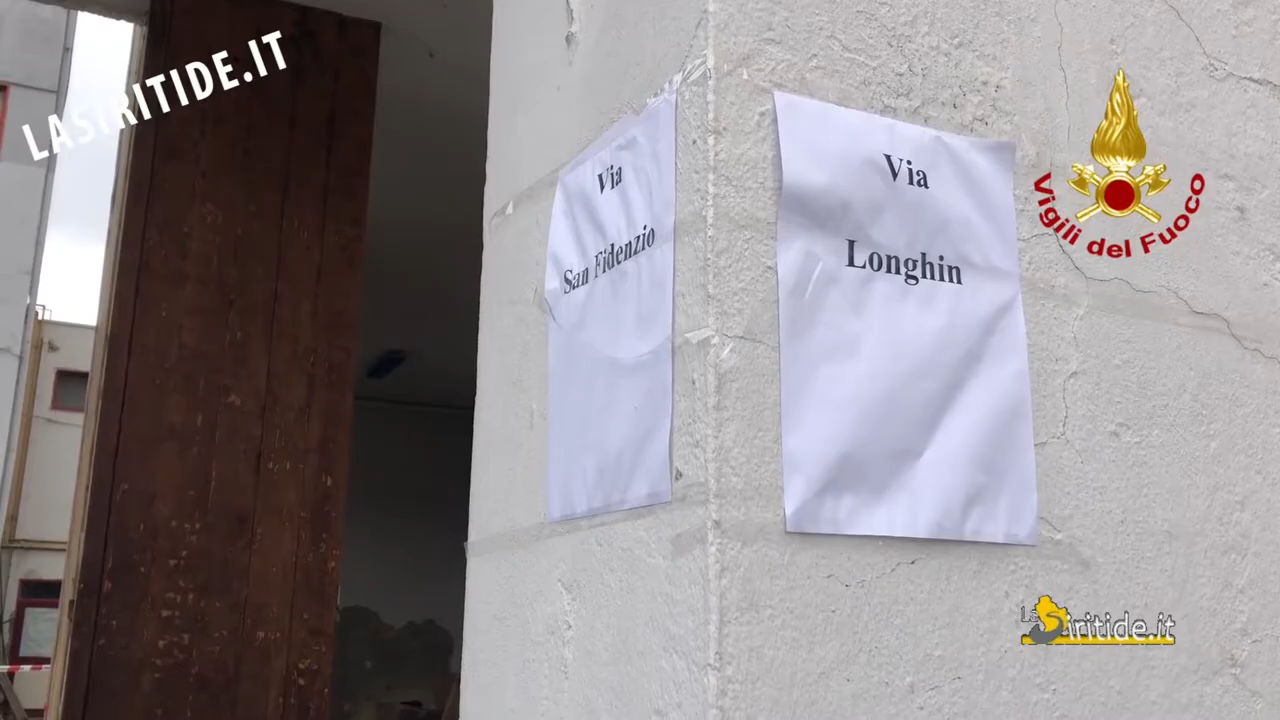 LASIRITIDE.IT
Via
San Fidenzio
Via
Longhin
Vigili del Fuoco
LaSiritide.it